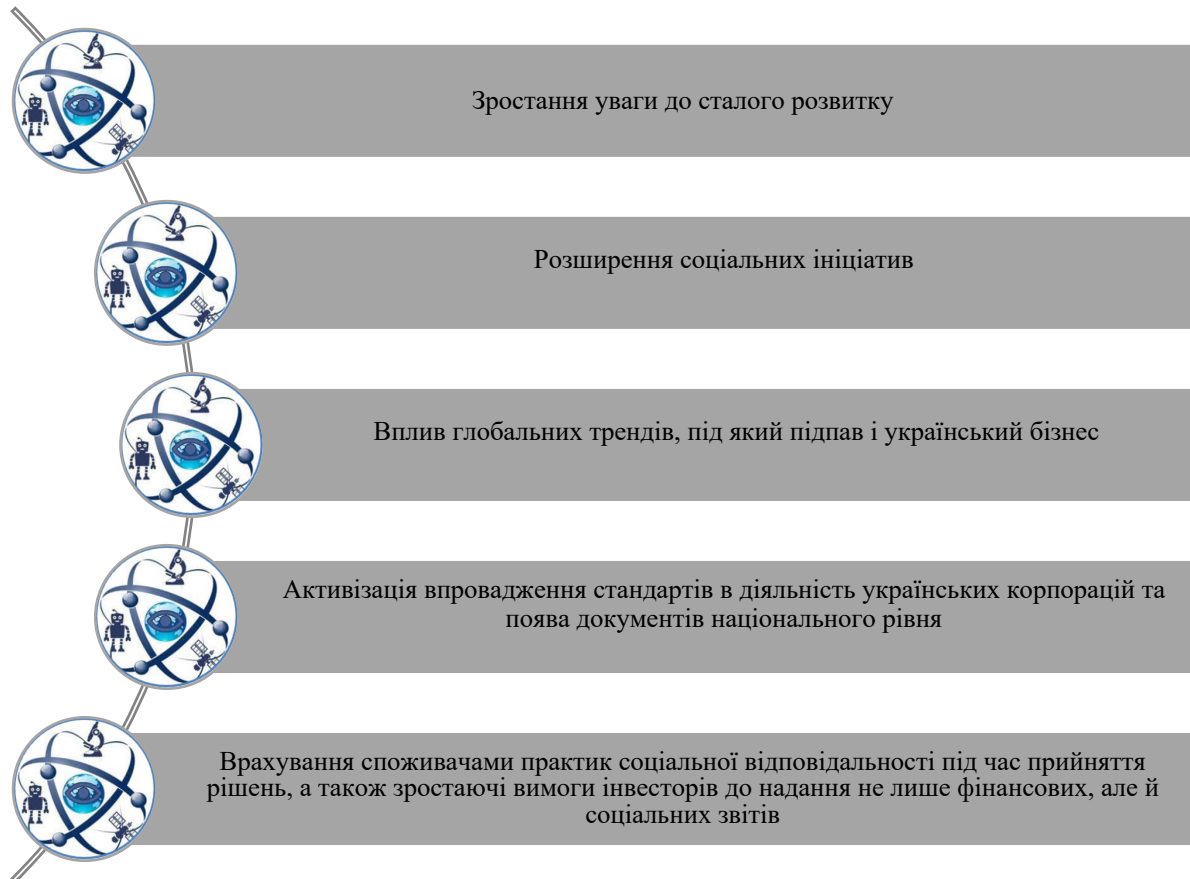 Зростання уваги до сталого розвитку
Розширення соціальних ініціатив
Вплив глобальних трендів, під який підпав і український бізнес
Активізація впровадження стандартів в діяльність українських корпорацій та
поява документів національного рівня
Врахування споживачами практик соціальної відповідальності під час прийняття
рішень, а також зростаючі вимоги інвесторів до надання не лише фінансових, але й
соціальних звітів